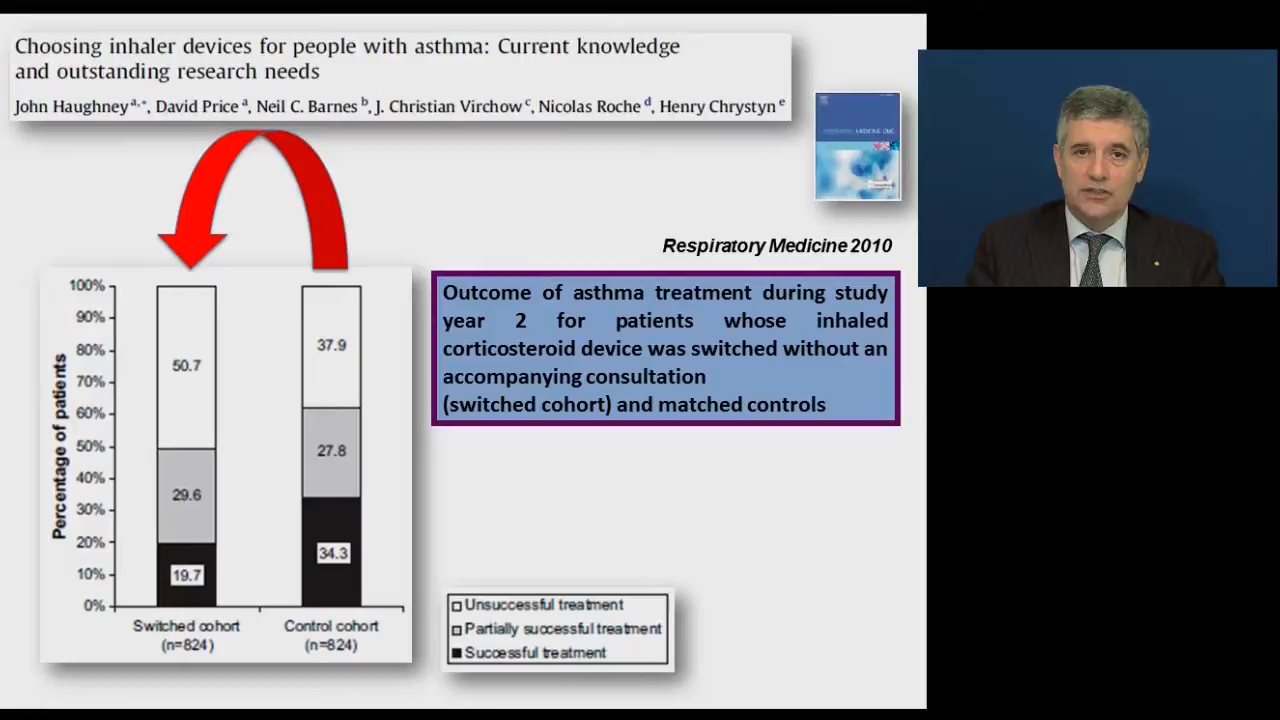 Choosing inhaler devices for people with asthma: Current knowledge
and outstanding research needs
John Haughney a,*, David Price a, Neil C. Barnes b, J. Christian Virchow c, Nicolas Roche d, Henry Chrystyn e
MEDICINE CME
Respiratory Medicine 2010
Outcome of asthma treatment during study
year 2 for patients whose inhaled
corticosteroid device was switched without an
accompanying consultation
(switched cohort) and matched controls
Percentage of patients
100%
90%
80%
70%
60%
50%
40%
30%
20%
10%
0%
50.7
29.6
19.7
37.9
27.8
34.3
Switched cohort
(n=824)
Control cohort
(n=824)
Unsuccessful treatment
Partially successful treatment
Successful treatment